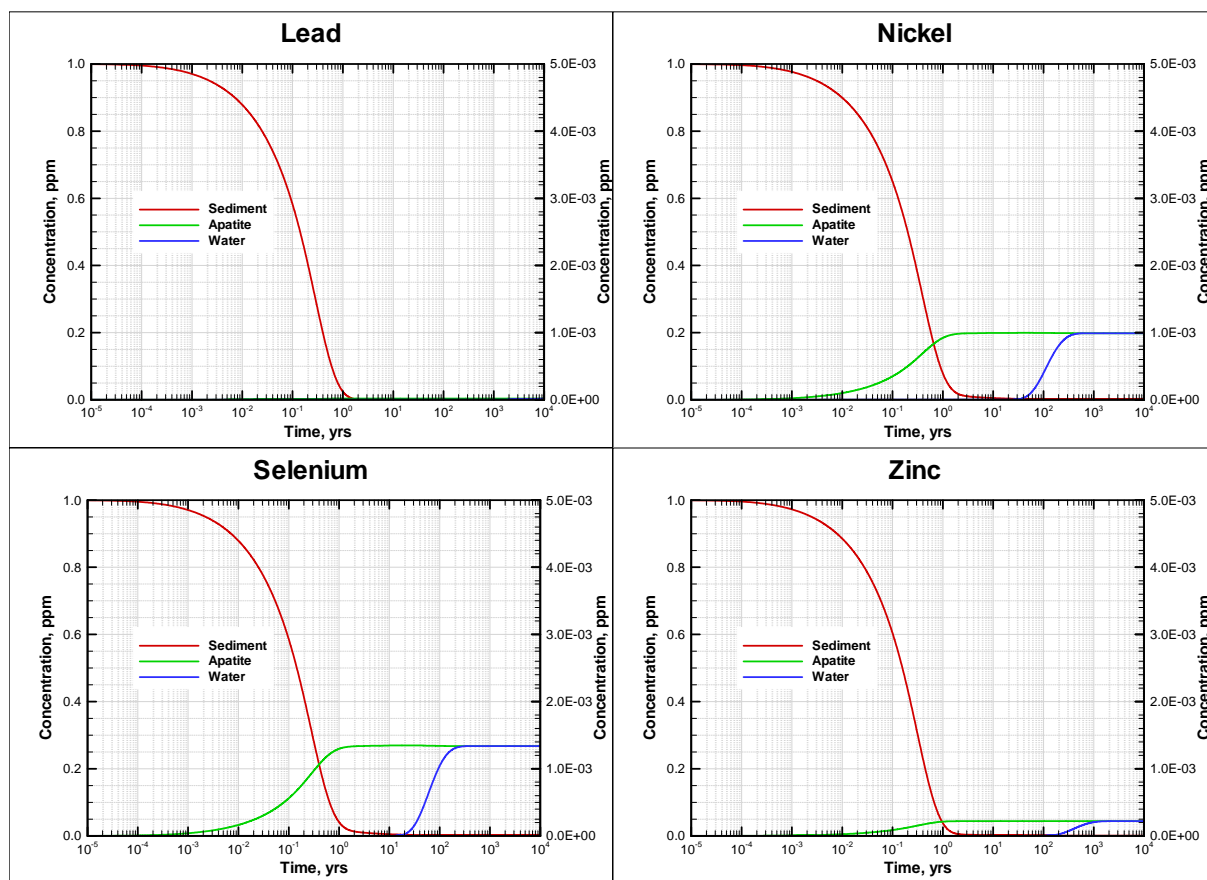 Lead
1.0
0.8
0.6
0.4
0.2
0.0
Concentration, ppm
Sediment
Apatite
Water
5.0E-03
4.0E-03
3.0E-03
2.0E-03
1.0E-03
0.0E+00
Concentration, ppm
10⁻⁵ 10⁻⁴ 10⁻³ 10⁻² 10⁻¹ 10⁰ 10¹ 10² 10³ 10⁴
Time, yrs
Nickel
1.0
0.8
0.6
0.4
0.2
0.0
Concentration, ppm
Sediment
Apatite
Water
5.0E-03
4.0E-03
3.0E-03
2.0E-03
1.0E-03
0.0E+00
Concentration, ppm
10⁻⁵ 10⁻⁴ 10⁻³ 10⁻² 10⁻¹ 10⁰ 10¹ 10² 10³ 10⁴
Time, yrs
Selenium
1.0
0.8
0.6
0.4
0.2
0.0
Concentration, ppm
Sediment
Apatite
Water
5.0E-03
4.0E-03
3.0E-03
2.0E-03
1.0E-03
0.0E+00
Concentration, ppm
10⁻⁵ 10⁻⁴ 10⁻³ 10⁻² 10⁻¹ 10⁰ 10¹ 10² 10³ 10⁴
Time, yrs
Zinc
1.0
0.8
0.6
0.4
0.2
0.0
Concentration, ppm
Sediment
Apatite
Water
5.0E-03
4.0E-03
3.0E-03
2.0E-03
1.0E-03
0.0E+00
Concentration, ppm
10⁻⁵ 10⁻⁴ 10⁻³ 10⁻² 10⁻¹ 10⁰ 10¹ 10² 10³ 10⁴
Time, yrs